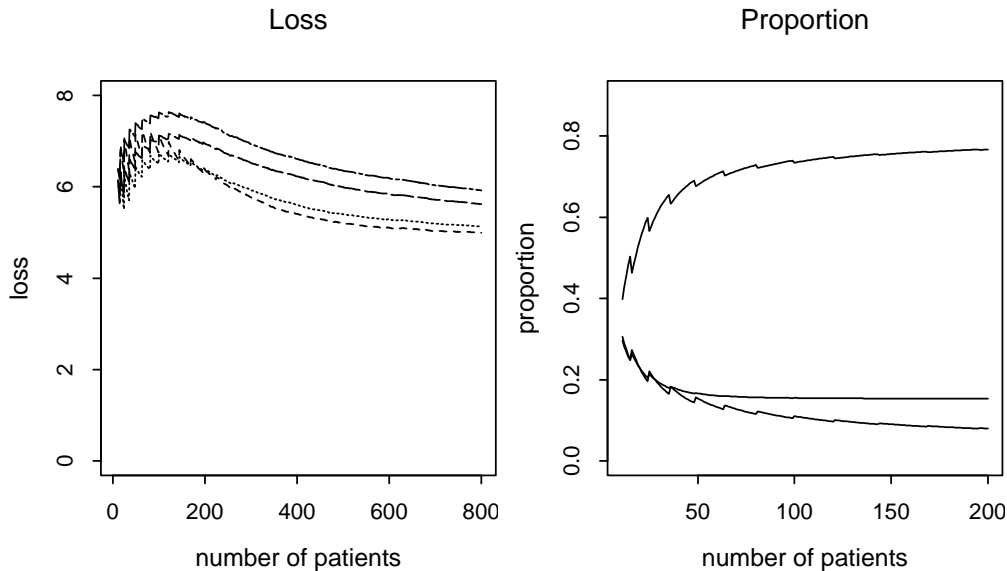 Loss
loss
8
6
4
2
0
0 200 400 600 800
number of patients
Proportion
proportion
0.8
0.6
0.4
0.2
0.0
50 100 150 200
number of patients